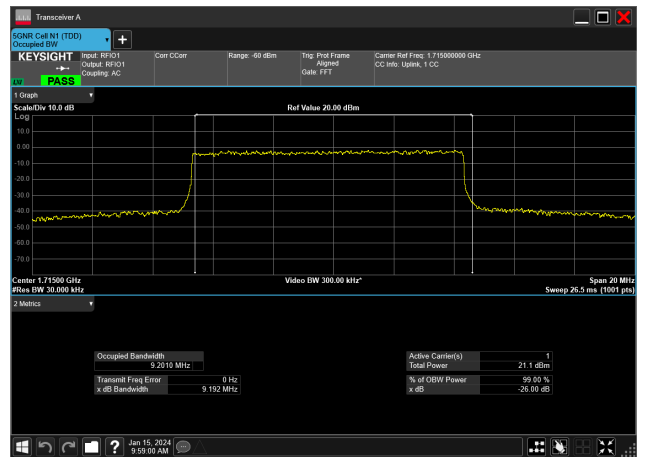 Transceiver A
5GNR Cell N1 (TDD)
Occupied BW
KEYSIGHT Input: RFIO1 Corr CCorr Range: -60 dBm Trig: Prot Frame Carrier Ref Freq: 1.715000000 GHz
Output: RFIO1 Aligned CC Info: Uplink, 1 CC
Coupling: AC Gate: FFT
PASS
1 Graph
Scale/Div 10.0 dB Ref Value 20.00 dBm
Log
10.0
0.00
-10.0
-20.0
-30.0
-40.0
-50.0
-60.0
-70.0
Center 1.71500 GHz Video BW 300.00 kHz* Span 20 MHz
#Res BW 30.000 kHz Sweep 26.5 ms (1001 pts)
2 Metrics
Occupied Bandwidth Active Carrier(s) 1
9.2010 MHz Total Power 21.1 dBm
Transmit Freq Error 0 Hz % of OBW Power 99.00 %
x dB Bandwidth 9.192 MHz x dB -26.00 dB
Jan 15, 2024
9:59:00 AM